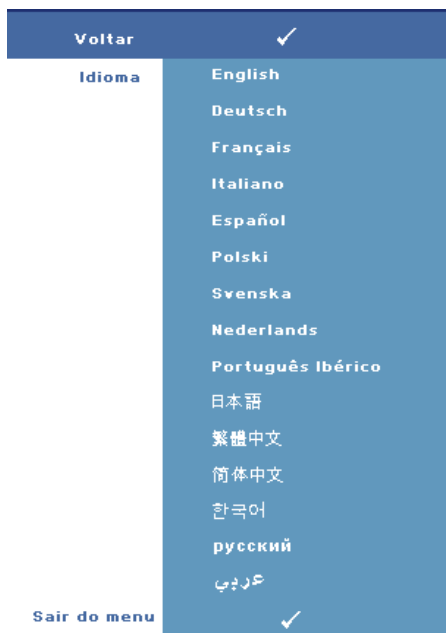 Voltar
Idioma English
Deutsch
Français
Italiano
Español
Polski
Svenska
Nederlands
Português Ibérico
日本語
繁體中文
简体中文
한국어
русский
عربي
Sair do menu